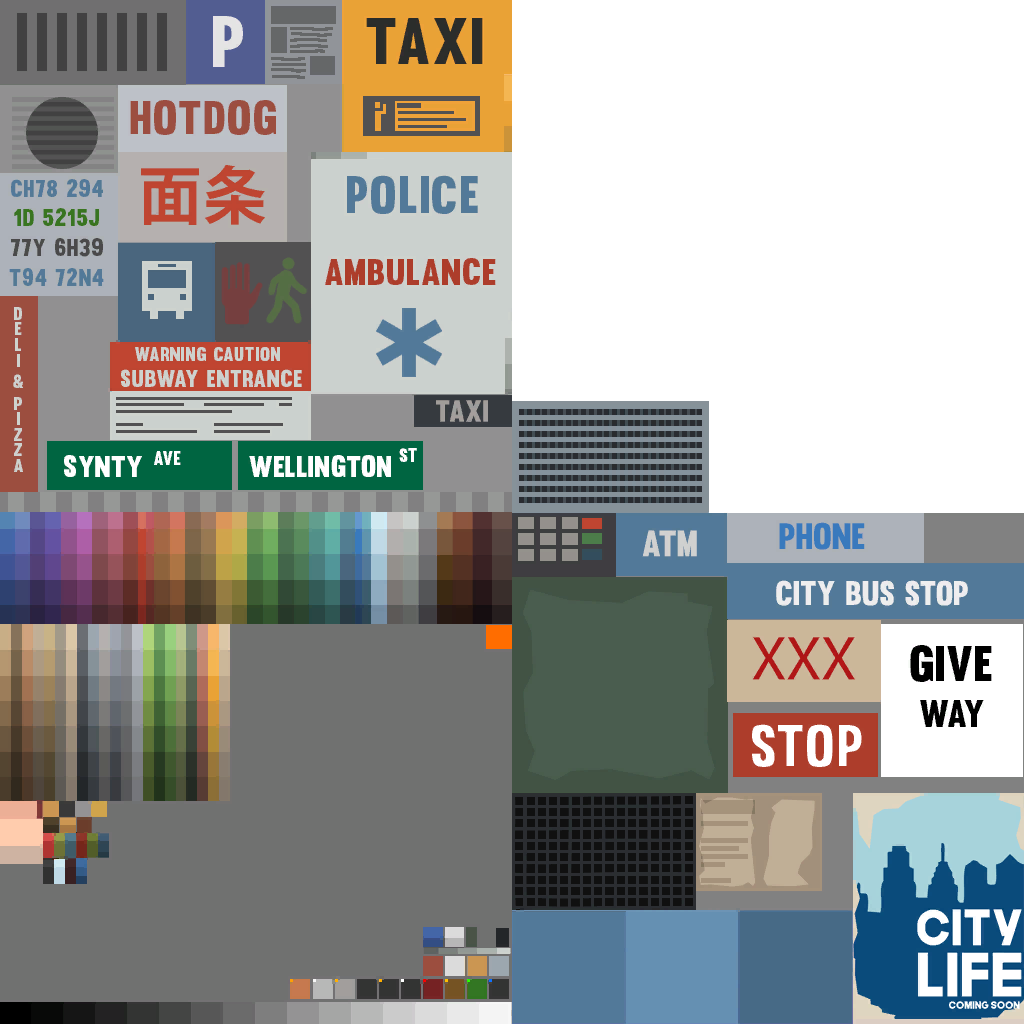 P
TAXI
HOTDOG
面条
CH78 294
1D 5215J
77Y 6H39
T94 72N4
POLICE
AMBULANCE
DELI & PIZZA
WARNING CAUTION
SUBWAY ENTRANCE
TAXI
SYNTY AVE
WELLINGTON ST
ATM
PHONE
CITY BUS STOP
XXX
GIVE
WAY
STOP
CITY
LIFE
COMING SOON